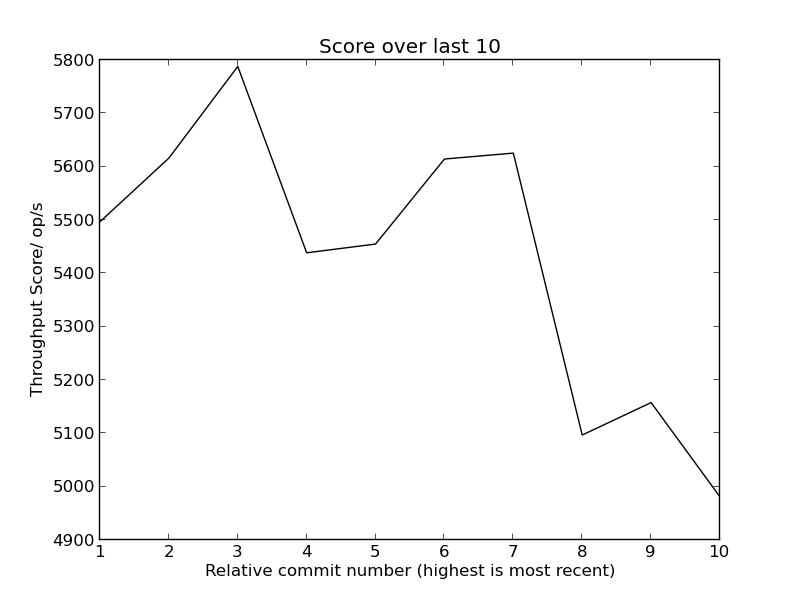 Score over last 10
5800
5700
5600
5500
5400
5300
5200
5100
5000
4900
Throughput Score/ op/s
1 2 3 4 5 6 7 8 9 10
Relative commit number (highest is most recent)